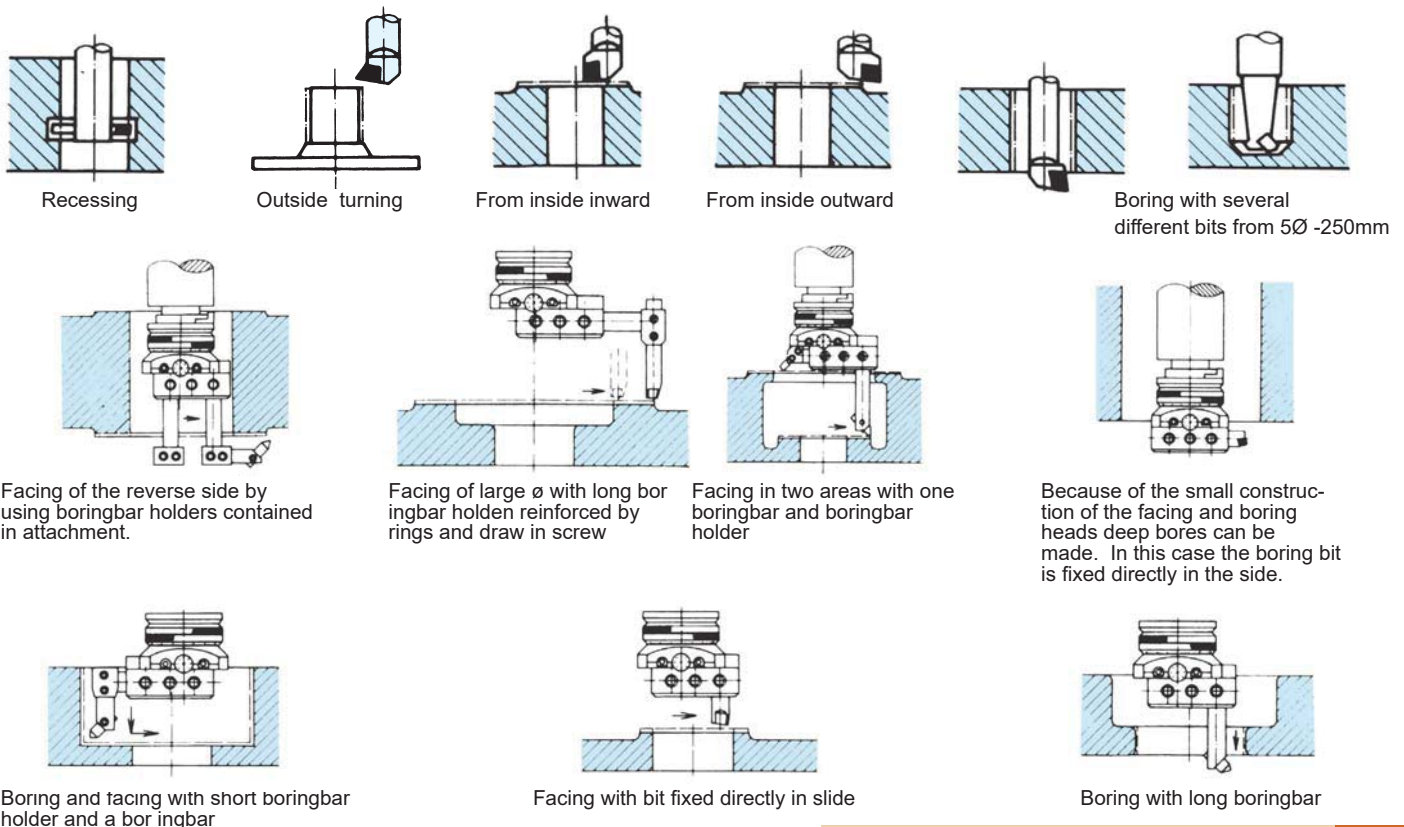 Recessing
Outside turning
From inside inward
From inside outward
Boring with several
different bits from 5Ø -250mm
Facing of the reverse side by
using boringbar holders contained
in attachment.
Facing of large ø with long bor
ingbar holden reinforced by
rings and draw in screw
Facing in two areas with one
boringbar and boringbar
holder
Because of the small construc-
tion of the facing and boring
heads deep bores can be
made. In this case the boring bit
is fixed directly in the side.
Boring and facing with short boringbar
holder and a bor ingbar
Facing with bit fixed directly in slide
Boring with long boringbar